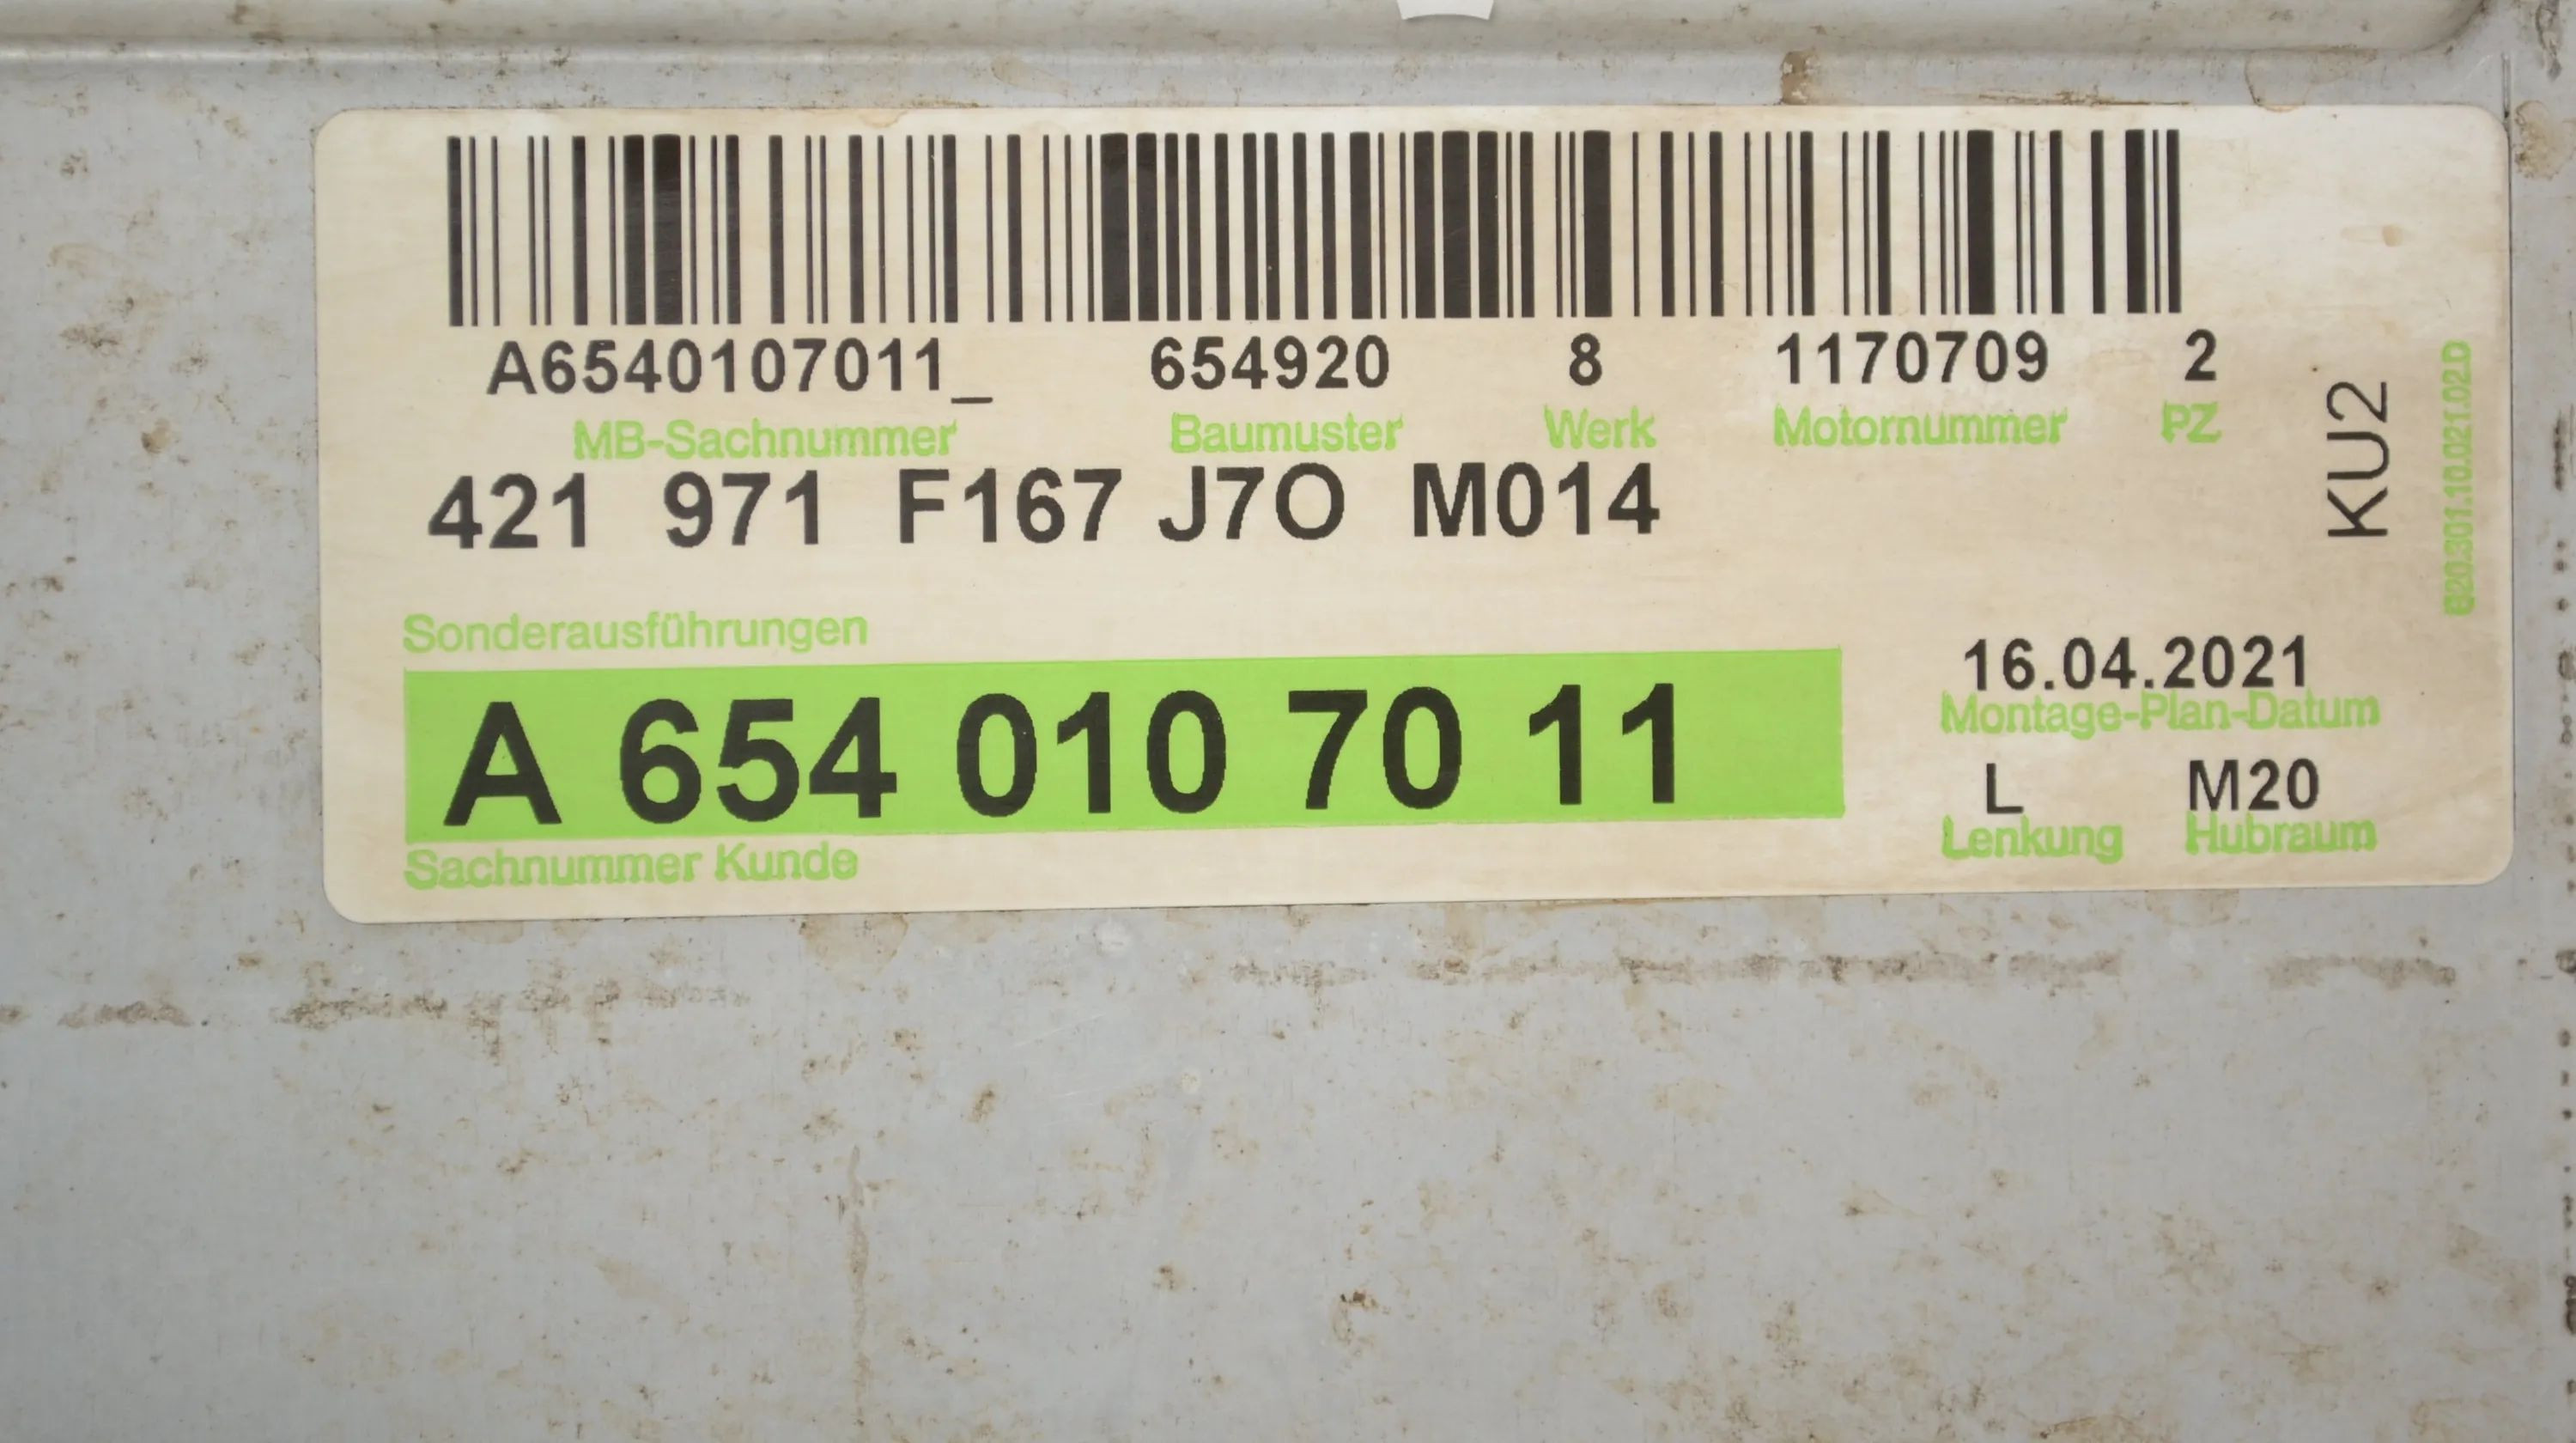 A6540107011_ 654920 8 1170709 2
MB-Sachnummer Baumuster Werk Motornummer PZ
421 971 F167 J7O M014
KU2
Sonderausführungen
A 654 010 70 11
Sachnummer Kunde
16.04.2021
Montage-Plan-Datum
L M20
Lenkung Hubraum